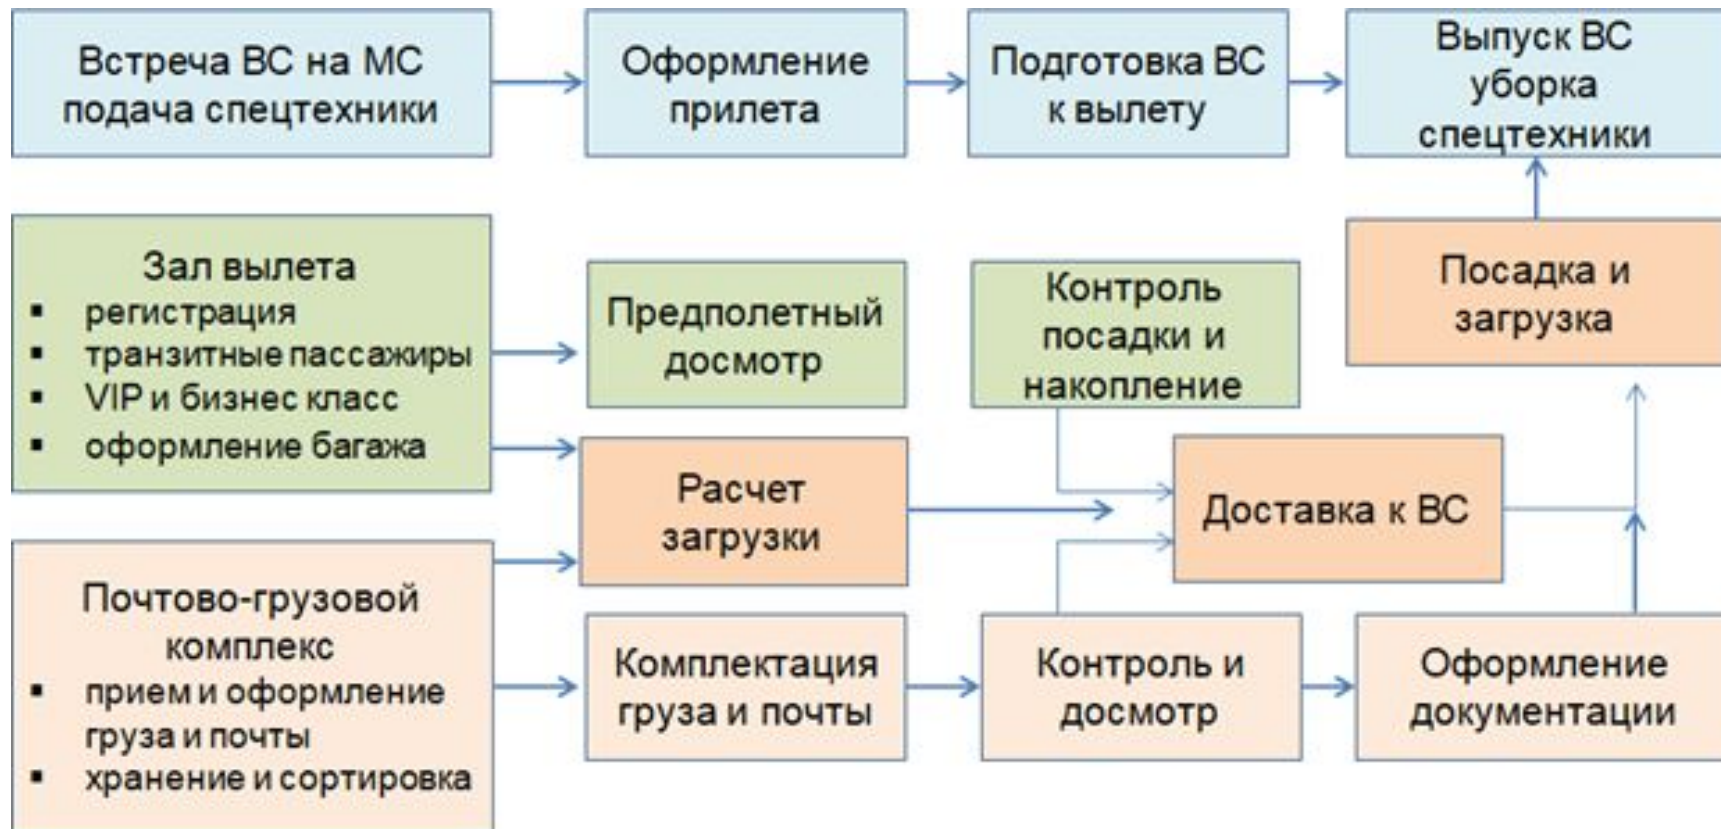 Встреча ВС на МС
подача спецтехники
Оформление
прилета
Подготовка ВС
к вылету
Выпуск ВС
уборка
спецтехники
Зал вылета
▪ регистрация
▪ транзитные пассажиры
▪ VIP и бизнес класс
▪ оформление багажа
Предполетный
досмотр
Контроль
посадки и
накопление
Посадка и
загрузка
Расчет
загрузки
Доставка к ВС
Почтово-грузовой
комплекс
▪ прием и оформление
груза и почты
▪ хранение и сортировка
Комплектация
груза и почты
Контроль и
досмотр
Оформление
документации